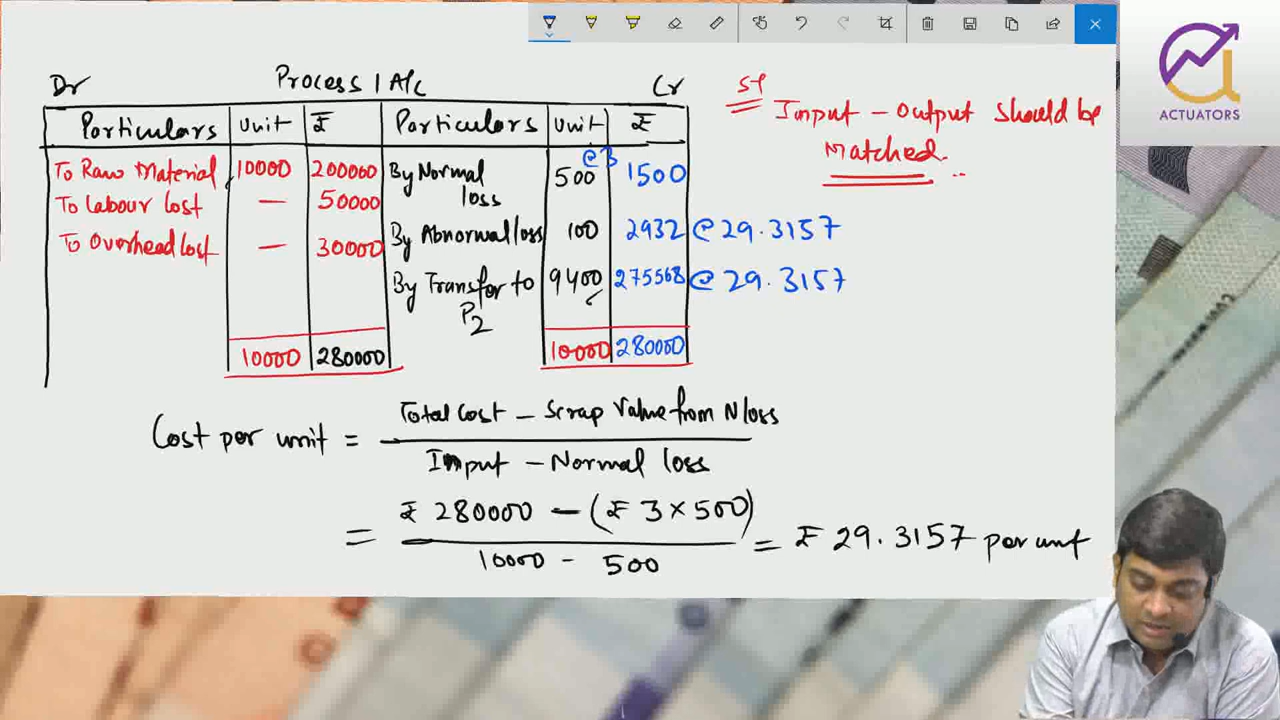 ACTUATORS
Dr Process 1 A/c Cr
Particulars Unit ₹ Particulars Unit ₹
To Raw Material 10000 200000 By Normal loss 500 @3 1500
To Labour cost — 50000
To Overhead cost — 30000 By Abnormal loss 100 2932 @ 29.3157
By Transfer to P2 9400 275568 @ 29.3157
10000 280000 10000 280000
Input - Output should be
Matched.
Cost per unit = Total Cost - Scrap Value from N loss
Input - Normal loss
= ₹ 280000 - (₹ 3 × 500) = ₹ 29.3157 per unit
10000 - 500